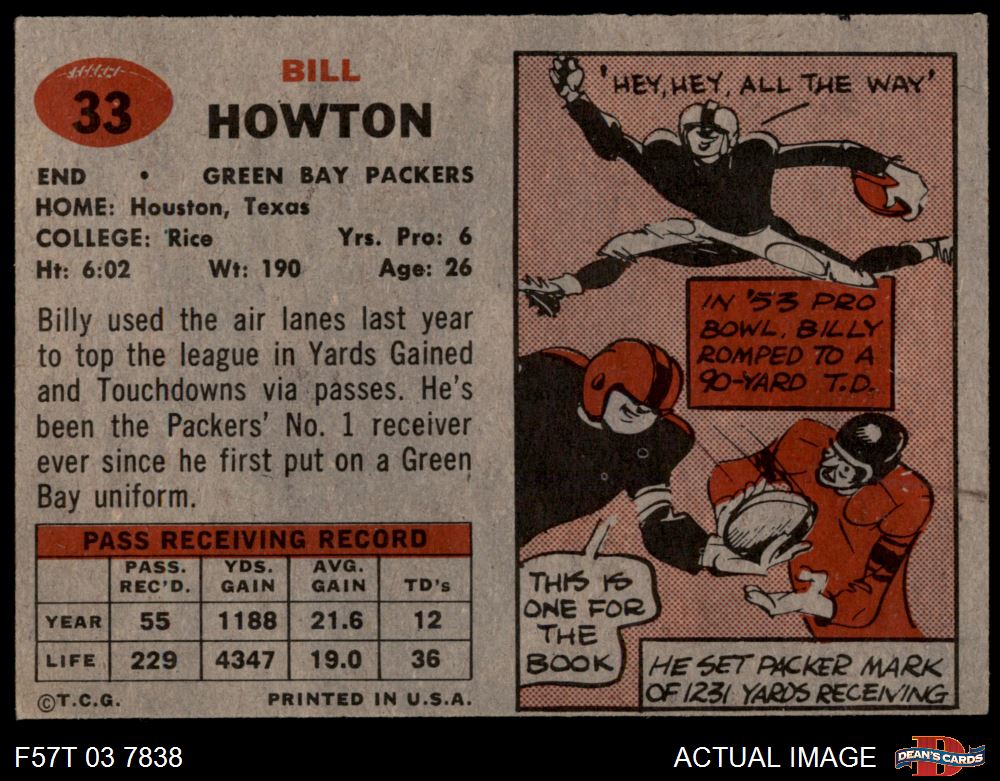 33
BILL
HOWTON
END • GREEN BAY PACKERS
HOME: Houston, Texas
COLLEGE: Rice Yrs. Pro: 6
Ht: 6:02 Wt: 190 Age: 26
Billy used the air lanes last year
to top the league in Yards Gained
and Touchdowns via passes. He's
been the Packers' No. 1 receiver
ever since he first put on a Green
Bay uniform.
PASS RECEIVING RECORD
PASS. REC'D. YDS. GAIN AVG. GAIN TD's
YEAR 55 1188 21.6 12
LIFE 229 4347 19.0 36
©T.C.G. PRINTED IN U.S.A.
'HEY, HEY, ALL THE WAY'
IN '53 PRO
BOWL, BILLY
ROMPED TO A
90-YARD T.D.
THIS IS
ONE FOR
THE
BOOK
HE SET PACKER MARK
OF 1231 YARDS RECEIVING
F57T 03 7838
ACTUAL IMAGE
D
DEAN'S CARDS